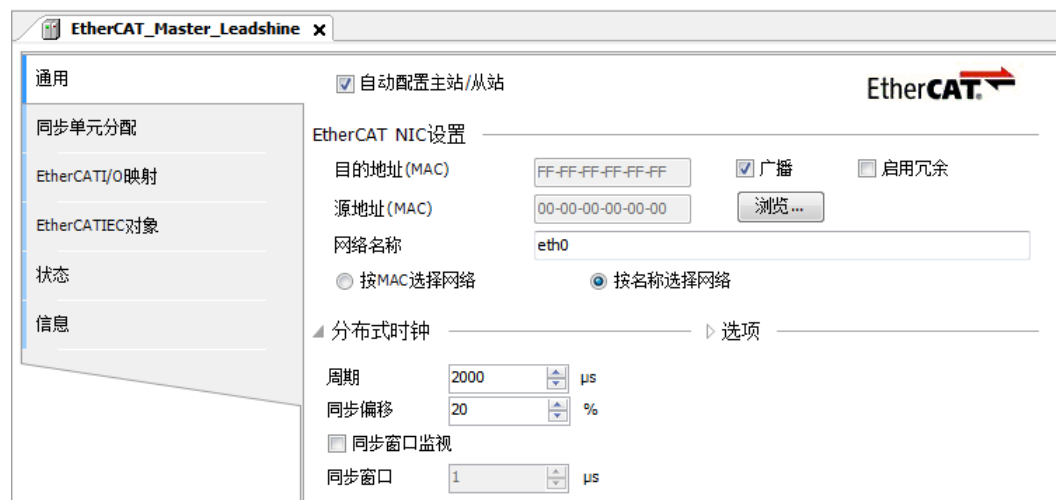 EtherCAT_Master_Leadshine
通用
同步单元分配
EtherCATI/O映射
EtherCATIEC对象
状态
信息
自动配置主站/从站
EtherCAT.
EtherCAT NIC设置
目的地址(MAC) FF-FF-FF-FF-FF-FF 广播 启用冗余
源地址(MAC) 00-00-00-00-00-00 浏览...
网络名称 eth0
按MAC选择网络 按名称选择网络
分布式时钟 选项
周期 2000 µs
同步偏移 20 %
同步窗口监视
同步窗口 1 µs